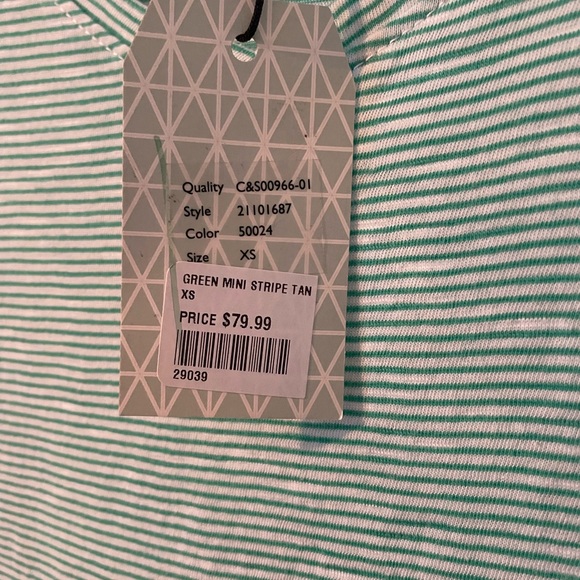 Quality C&S00966-01
Style 21101687
Color 50024
Size XS
GREEN MINI STRIPE TAN
XS
PRICE $79.99
29039